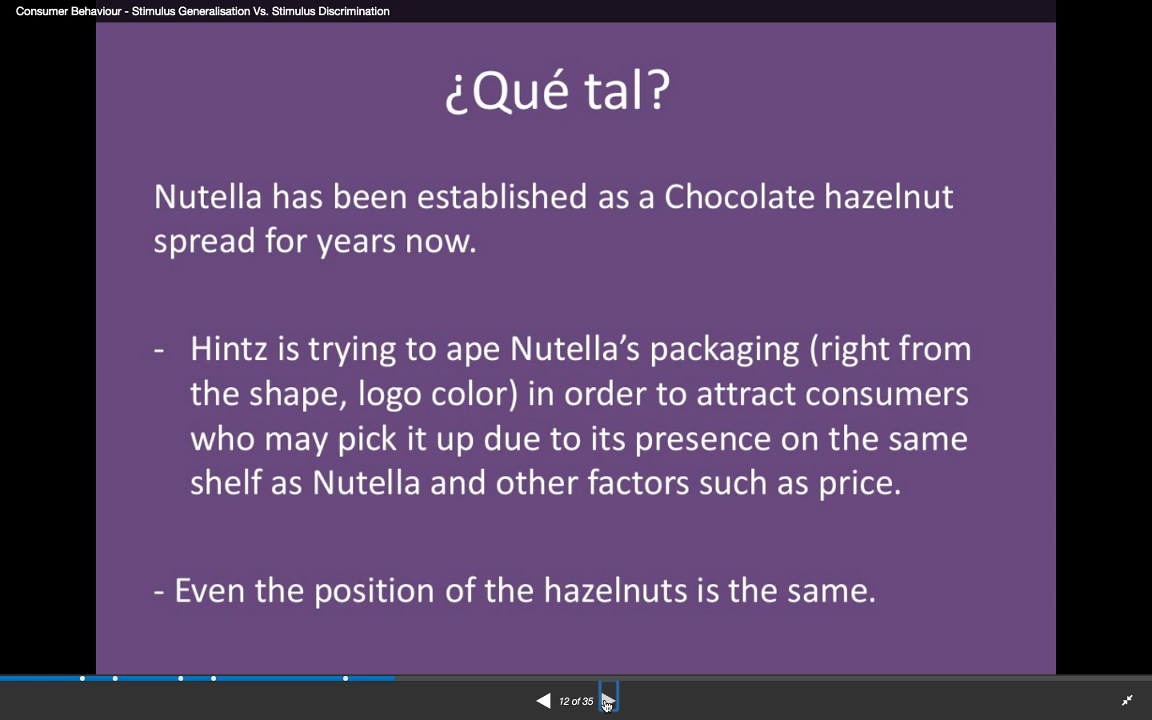 Consumer Behaviour - Stimulus Generalisation Vs. Stimulus Discrimination
¿Qué tal?
Nutella has been established as a Chocolate hazelnut
spread for years now.
- Hintz is trying to ape Nutella’s packaging (right from
the shape, logo color) in order to attract consumers
who may pick it up due to its presence on the same
shelf as Nutella and other factors such as price.
- Even the position of the hazelnuts is the same.
12 of 35